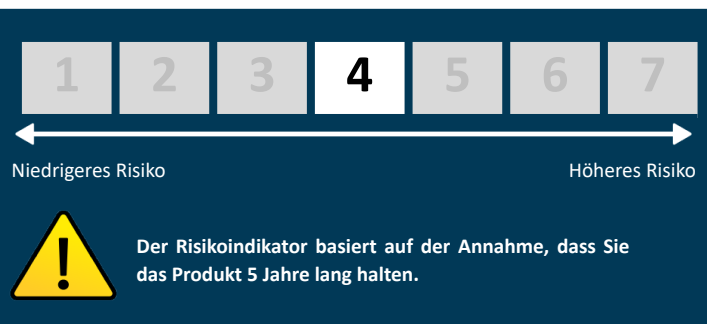 1 2 3 4 5 6 7
Niedrigeres Risiko Höheres Risiko
Der Risikoindikator basiert auf der Annahme, dass Sie
das Produkt 5 Jahre lang halten.